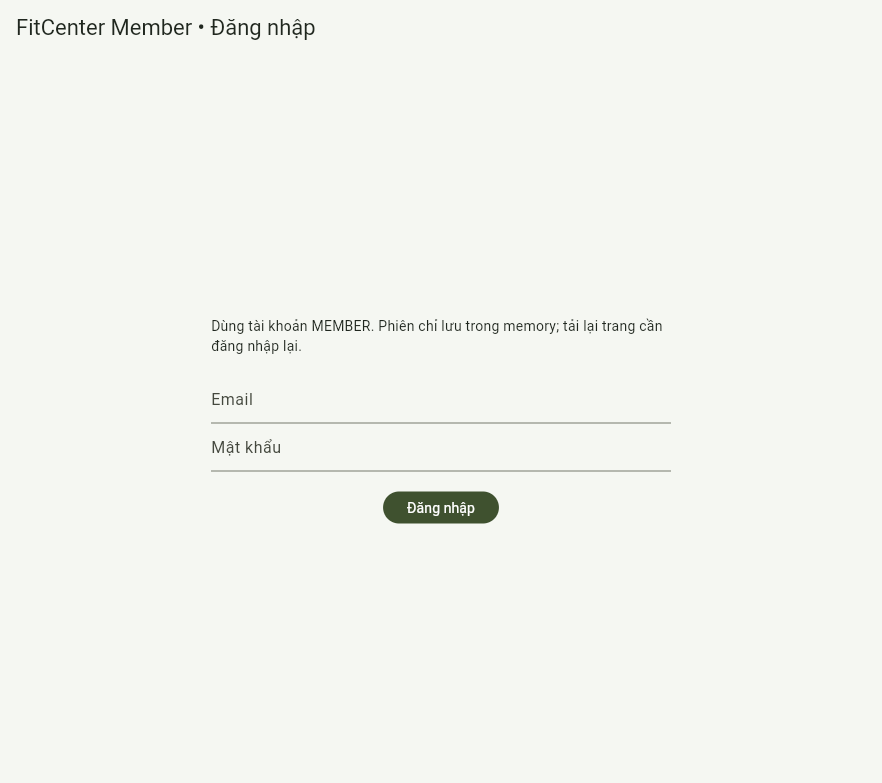 FitCenter Member • Đăng nhập
Dùng tài khoản MEMBER. Phiên chỉ lưu trong memory; tải lại trang cần
đăng nhập lại.
Email
Mật khẩu
Đăng nhập